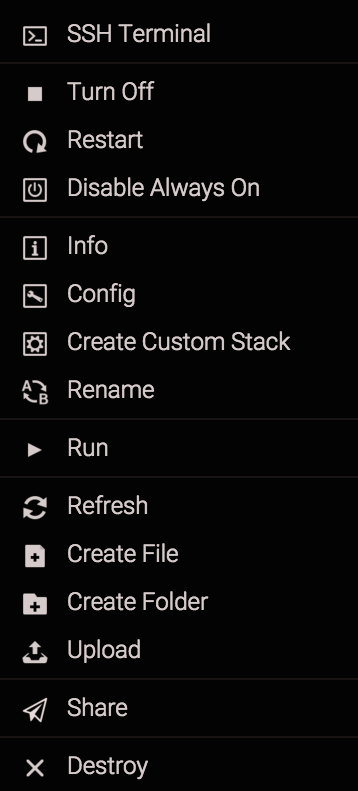 SSH Terminal
Turn Off
Restart
Disable Always On
Info
Config
Create Custom Stack
Rename
Run
Refresh
Create File
Create Folder
Upload
Share
Destroy